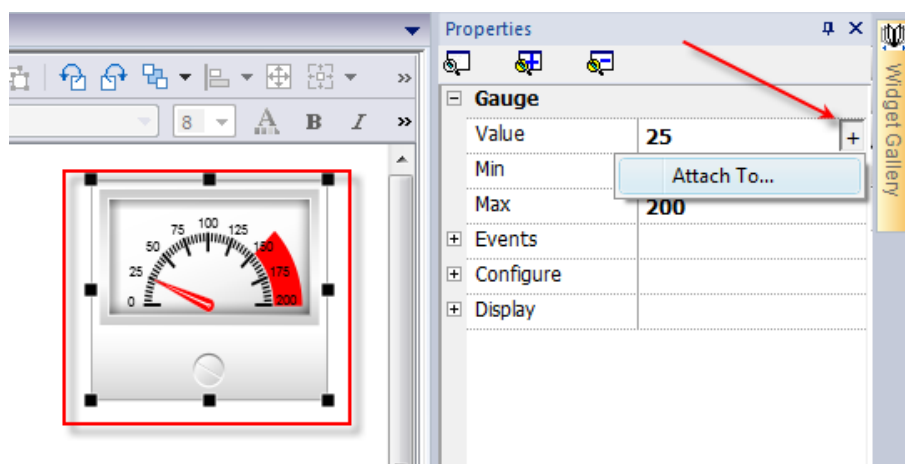 Properties
8 A B I
Gauge
Value 25 +
Min
Attach To...
Max 200
Events
Configure
Display
Widget Gallery
0 25 50 75 100 125 150 175 200